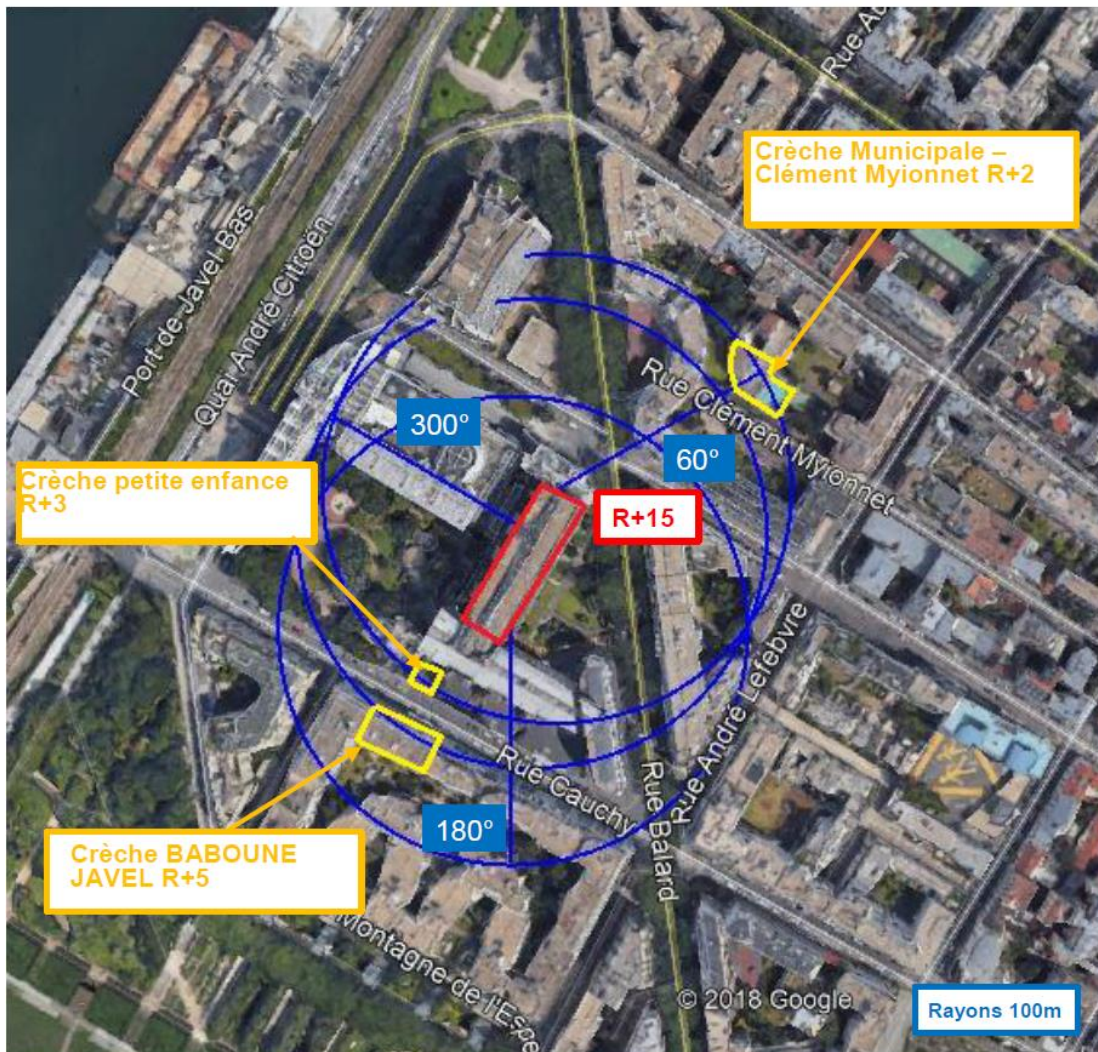 Rue Ad
Crèche Municipale –
Clément Myionnet R+2
Port de Javel Bas
Quai André Citroën
Rue Clément Myionnet
300°
60°
Crèche petite enfance
R+3
R+15
Rue André Lefebvre
Rue Cauchy
Rue Balard
180°
Crèche BABOUNE
JAVEL R+5
Montagne de l'Espe
© 2018 Google
Rayons 100m